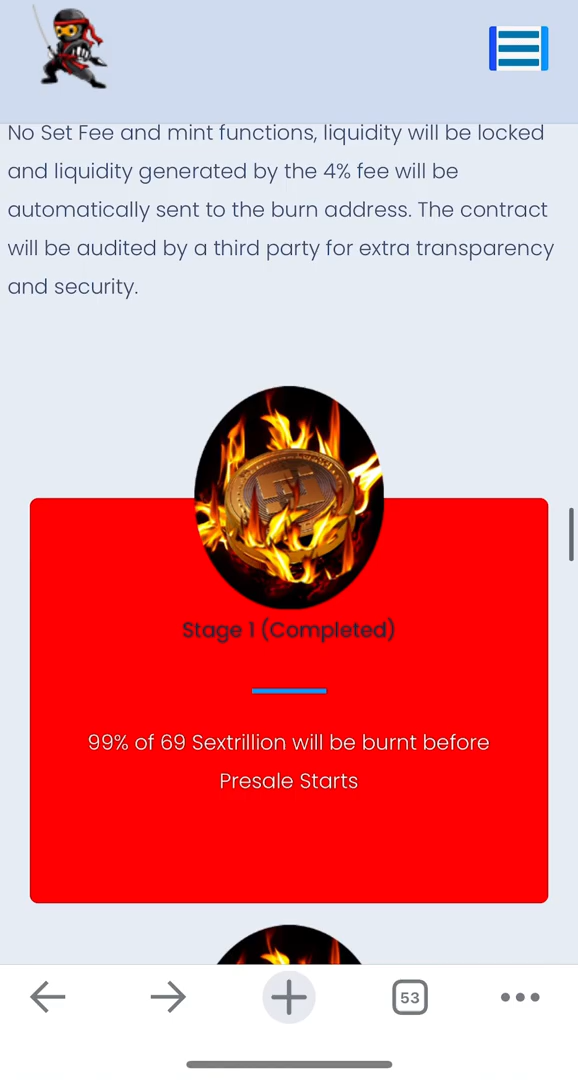 No Set Fee and mint functions, liquidity will be locked
and liquidity generated by the 4% fee will be
automatically sent to the burn address. The contract
will be audited by a third party for extra transparency
and security.
Stage 1 (Completed)
99% of 69 Sextrillion will be burnt before
Presale Starts
53